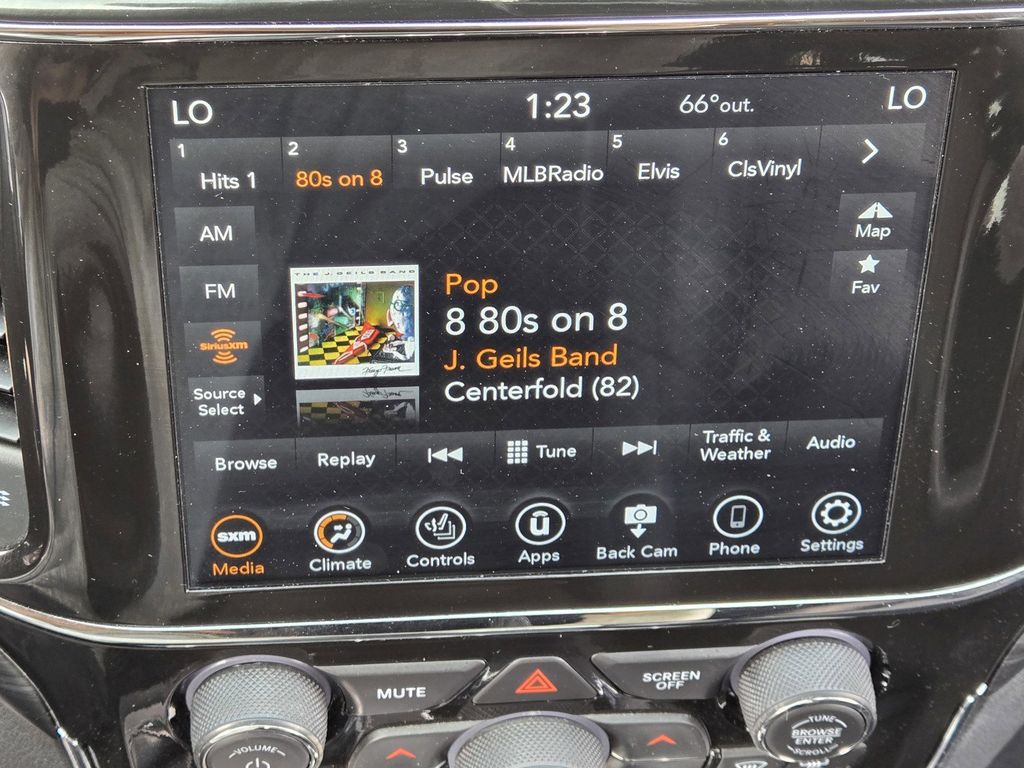 LO 1:23 66°out. LO
1 2 3 4 5 6
Hits 1 80s on 8 Pulse MLBRadio Elvis ClsVinyl
AM
Map
FM
Fav
SiriusXM
Source
Select
THE J. GEILS BAND
Pop
8 80s on 8
J. Geils Band
Centerfold (82)
Browse Replay Tune Traffic & Audio
Weather
sxm
Media Climate Controls Apps Back Cam Phone Settings
MUTE SCREEN
OFF
VOLUME
TUNE
BROWSE
ENTER
SCROLL